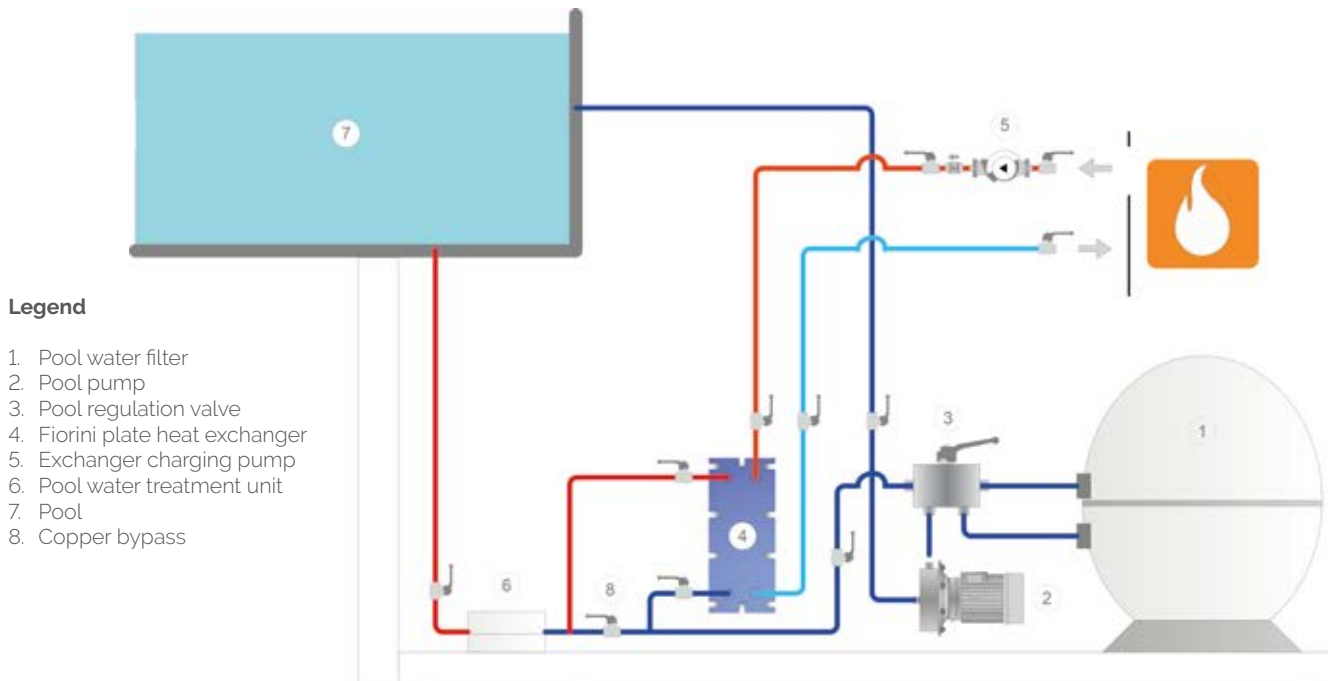 7
5
Legend
1. Pool water filter
2. Pool pump
3. Pool regulation valve
4. Fiorini plate heat exchanger
5. Exchanger charging pump
6. Pool water treatment unit
7. Pool
8. Copper bypass
3
1
4
6
8
2